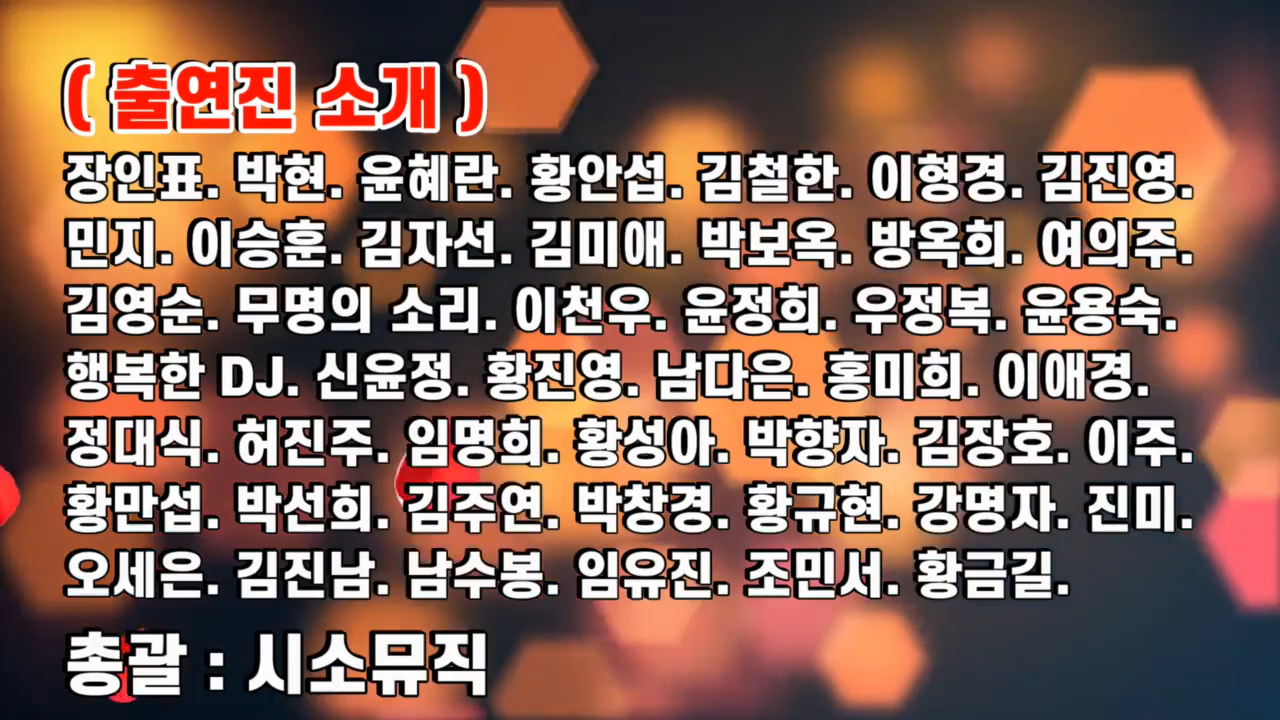 ( 출연진 소개 )
장인표. 박현. 윤혜란. 황안섭. 김철한. 이형경. 김진영.
민지. 이승훈. 김자선. 김미애. 박보옥. 방옥희. 여의주.
김영순. 무명의 소리. 이천우. 윤정희. 우정복. 윤용숙.
행복한 DJ. 신윤정. 황진영. 남다은. 홍미희. 이애경.
정대식. 허진주. 임명희. 황성아. 박향자. 김장호. 이주.
황만섭. 박선희. 김주연. 박창경. 황규현. 강명자. 진미.
오세은. 김진남. 남수봉. 임유진. 조민서. 황금길.
총괄 : 시소뮤직